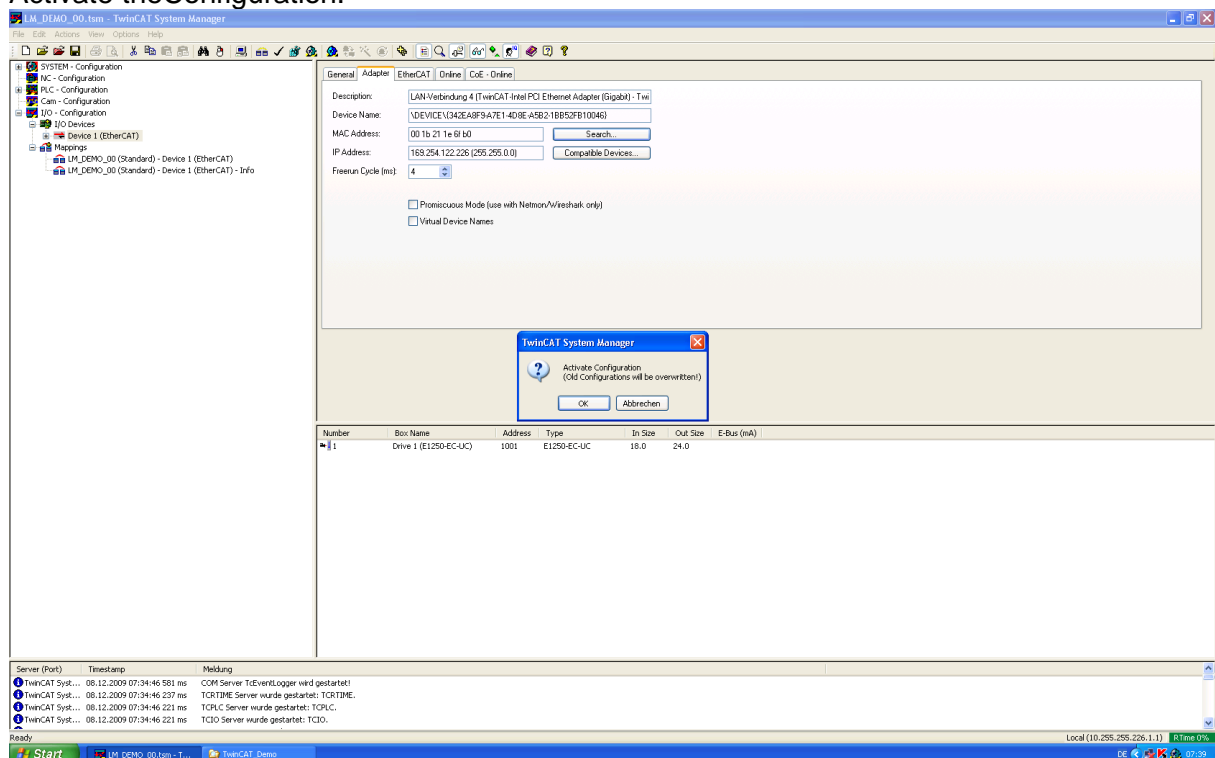 Activate theConfiguration.
LM_DEMO_00.tsm - TwinCAT System Manager
File Edit Actions View Options Help
SYSTEM - Configuration
NC - Configuration
PLC - Configuration
Cam - Configuration
I/O - Configuration
I/O Devices
Device 1 (EtherCAT)
Mappings
LM_DEMO_00 (Standard) - Device 1 (EtherCAT)
LM_DEMO_00 (Standard) - Device 1 (EtherCAT) - Info
General Adapter EtherCAT Online CoE - Online
Description: LAN-Verbindung 4 (TwinCAT-Intel PCI Ethernet Adapter (Gigabit) - Twi
Device Name: \DEVICE\{342EA8F9-A7E1-4D8E-A5B2-1BB52FB10046}
MAC Address: 00 1b 21 1e 6f b0 Search...
IP Address: 169.254.122.226 (255.255.0.0) Compatible Devices...
Freerun Cycle (ms): 4
Promiscuous Mode (use with Netmon/Wireshark only)
Virtual Device Names
TwinCAT System Manager
Activate Configuration
(Old Configurations will be overwritten!)
OK Abbrechen
Number Box Name Address Type In Size Out Size E-Bus (mA)
1 Drive 1 (E1250-EC-UC) 1001 E1250-EC-UC 18.0 24.0
Server (Port) Timestamp Meldung
TwinCAT Syst... 08.12.2009 07:34:46 581 ms COM Server TcEventLogger wird gestartet!
TwinCAT Syst... 08.12.2009 07:34:46 237 ms TCRTIME Server wurde gestartet: TCRTIME.
TwinCAT Syst... 08.12.2009 07:34:46 221 ms TCPLC Server wurde gestartet: TCPLC.
TwinCAT Syst... 08.12.2009 07:34:46 221 ms TCIO Server wurde gestartet: TCIO.
Ready Local (10.255.255.226.1.1) RTime 0%
Start LM_DEMO_00.tsm - T... TwinCAT_Demo DE 07:39